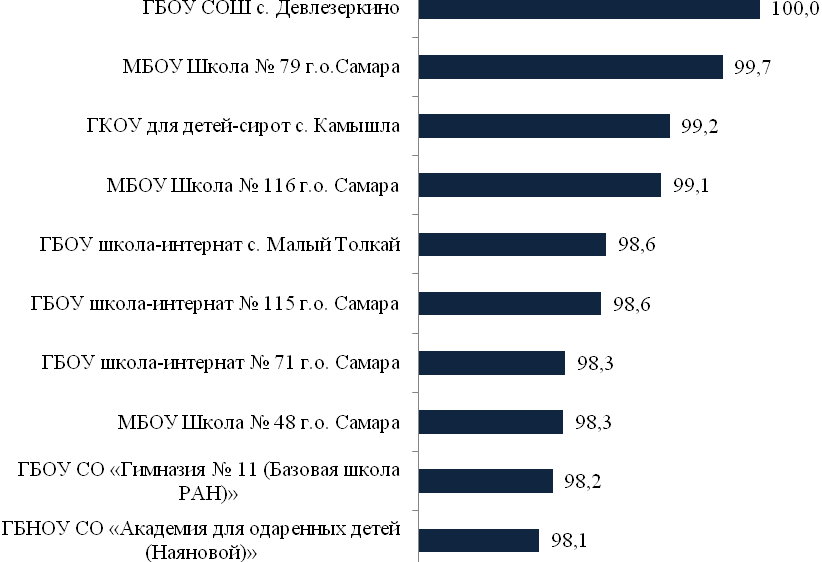 ГБОУ СОШ с. Девлезеркино 100,0
МБОУ Школа № 79 г.о.Самара 99,7
ГКОУ для детей-сирот с. Камышла 99,2
МБОУ Школа № 116 г.о. Самара 99,1
ГБОУ школа-интернат с. Малый Толкай 98,6
ГБОУ школа-интернат № 115 г.о. Самара 98,6
ГБОУ школа-интернат № 71 г.о. Самара 98,3
МБОУ Школа № 48 г.о. Самара 98,3
ГБОУ СО «Гимназия № 11 (Базовая школа
РАН)» 98,2
ГБНОУ СО «Академия для одаренных детей
(Наяновой)» 98,1